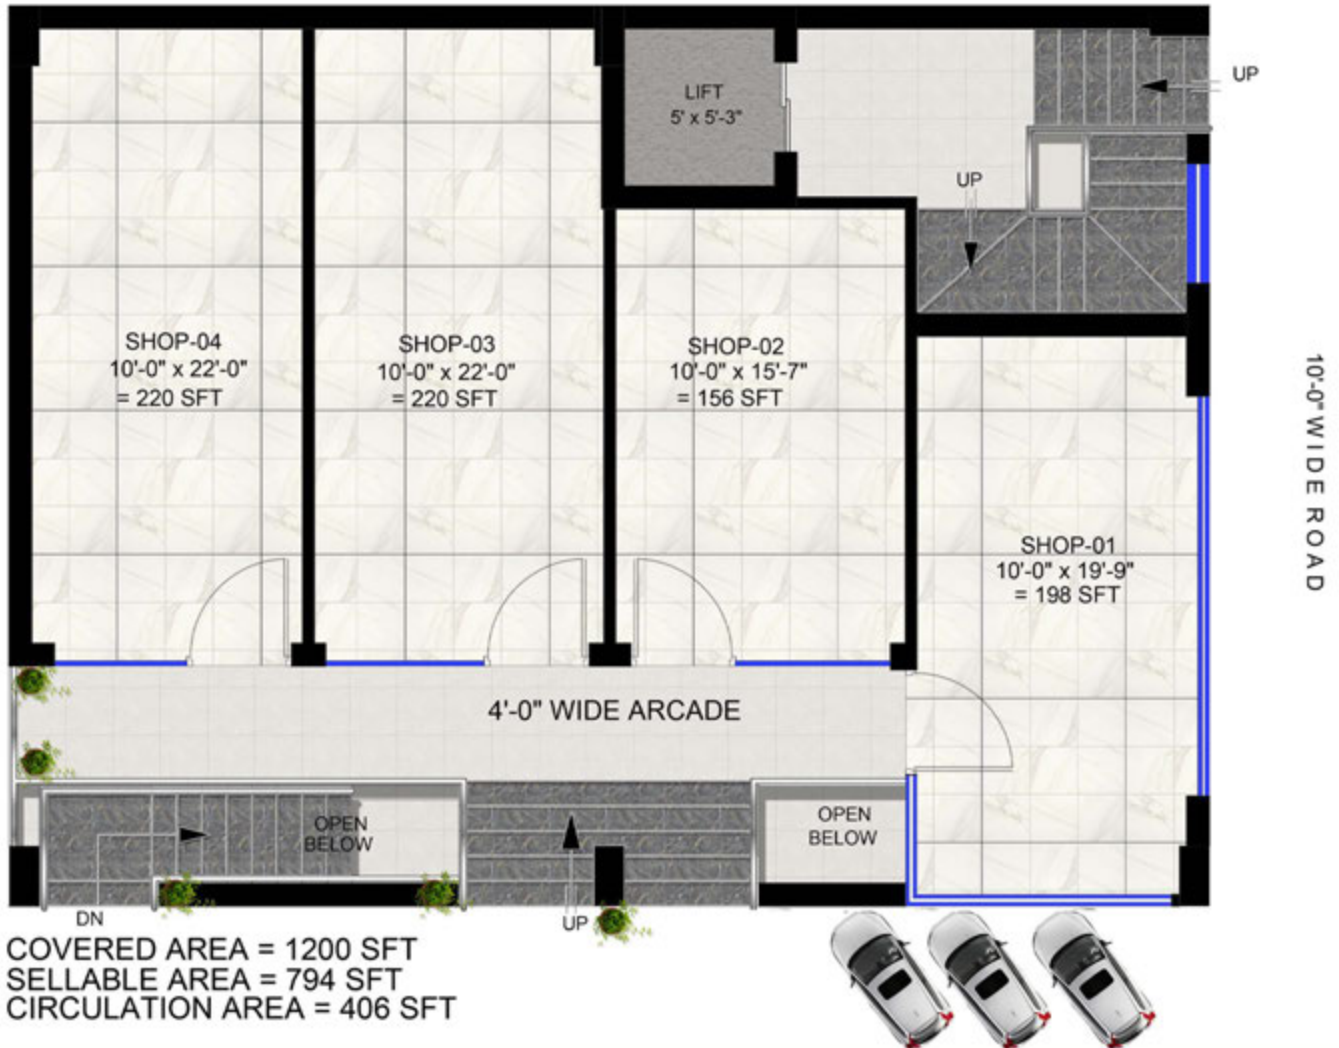 LIFT
5' x 5'-3"
UP
UP
SHOP-04
10'-0" x 22'-0"
= 220 SFT
SHOP-03
10'-0" x 22'-0"
= 220 SFT
SHOP-02
10'-0" x 15'-7"
= 156 SFT
SHOP-01
10'-0" x 19'-9"
= 198 SFT
10'-0" WIDE ROAD
4'-0" WIDE ARCADE
OPEN
BELOW
OPEN
BELOW
DN
UP
COVERED AREA = 1200 SFT
SELLABLE AREA = 794 SFT
CIRCULATION AREA = 406 SFT